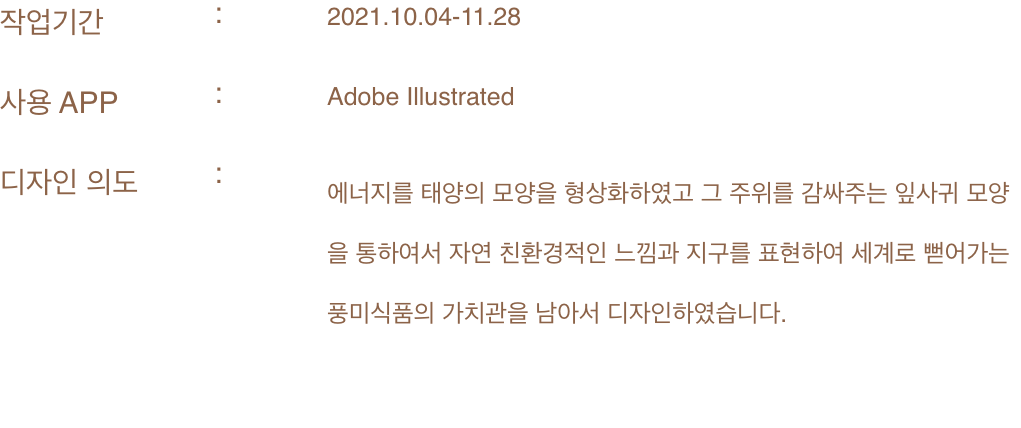 작업기간 : 2021.10.04-11.28
사용 APP : Adobe Illustrated
디자인 의도 : 에너지를 태양의 모양을 형상화하였고 그 주위를 감싸주는 잎사귀 모양
을 통하여서 자연 친환경적인 느낌과 지구를 표현하여 세계로 뻗어가는
풍미식품의 가치관을 남아서 디자인하였습니다.